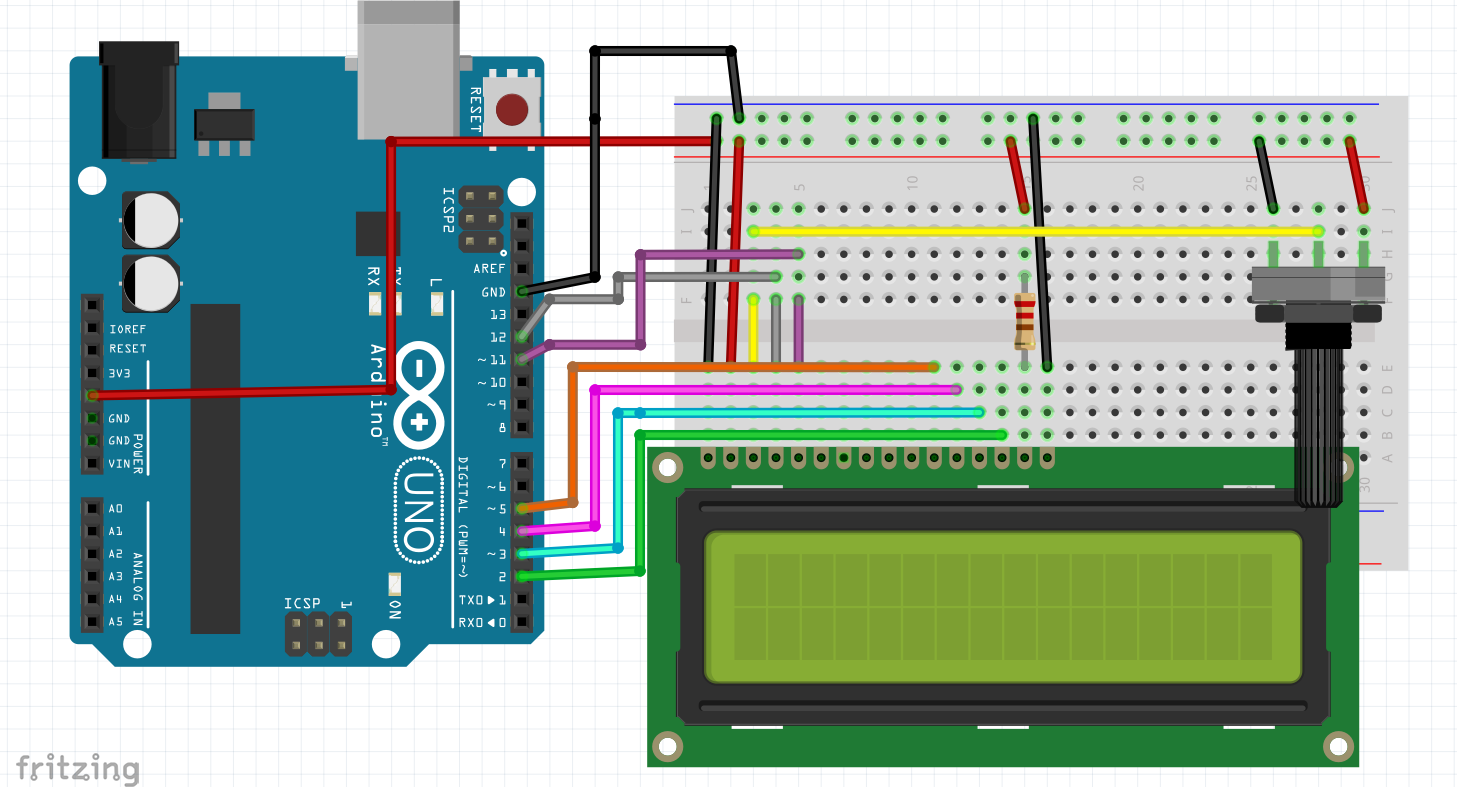 RESET
ICSP2
AREF
GND
13
12
~11
~10
~9
8
7
~6
~5
4
~3
2
TX0▶1
RX0◀0
DIGITAL (PWM=~)
RX
TX
L
Arduino™
UNO
IOREF
RESET
3V3
GND
GND
VIN
POWER
A0
A1
A2
A3
A4
A5
ANALOG IN
ICSP
1
ON
1
5
10
15
20
25
30
J
I
H
G
F
E
D
C
B
A
30
fritzing